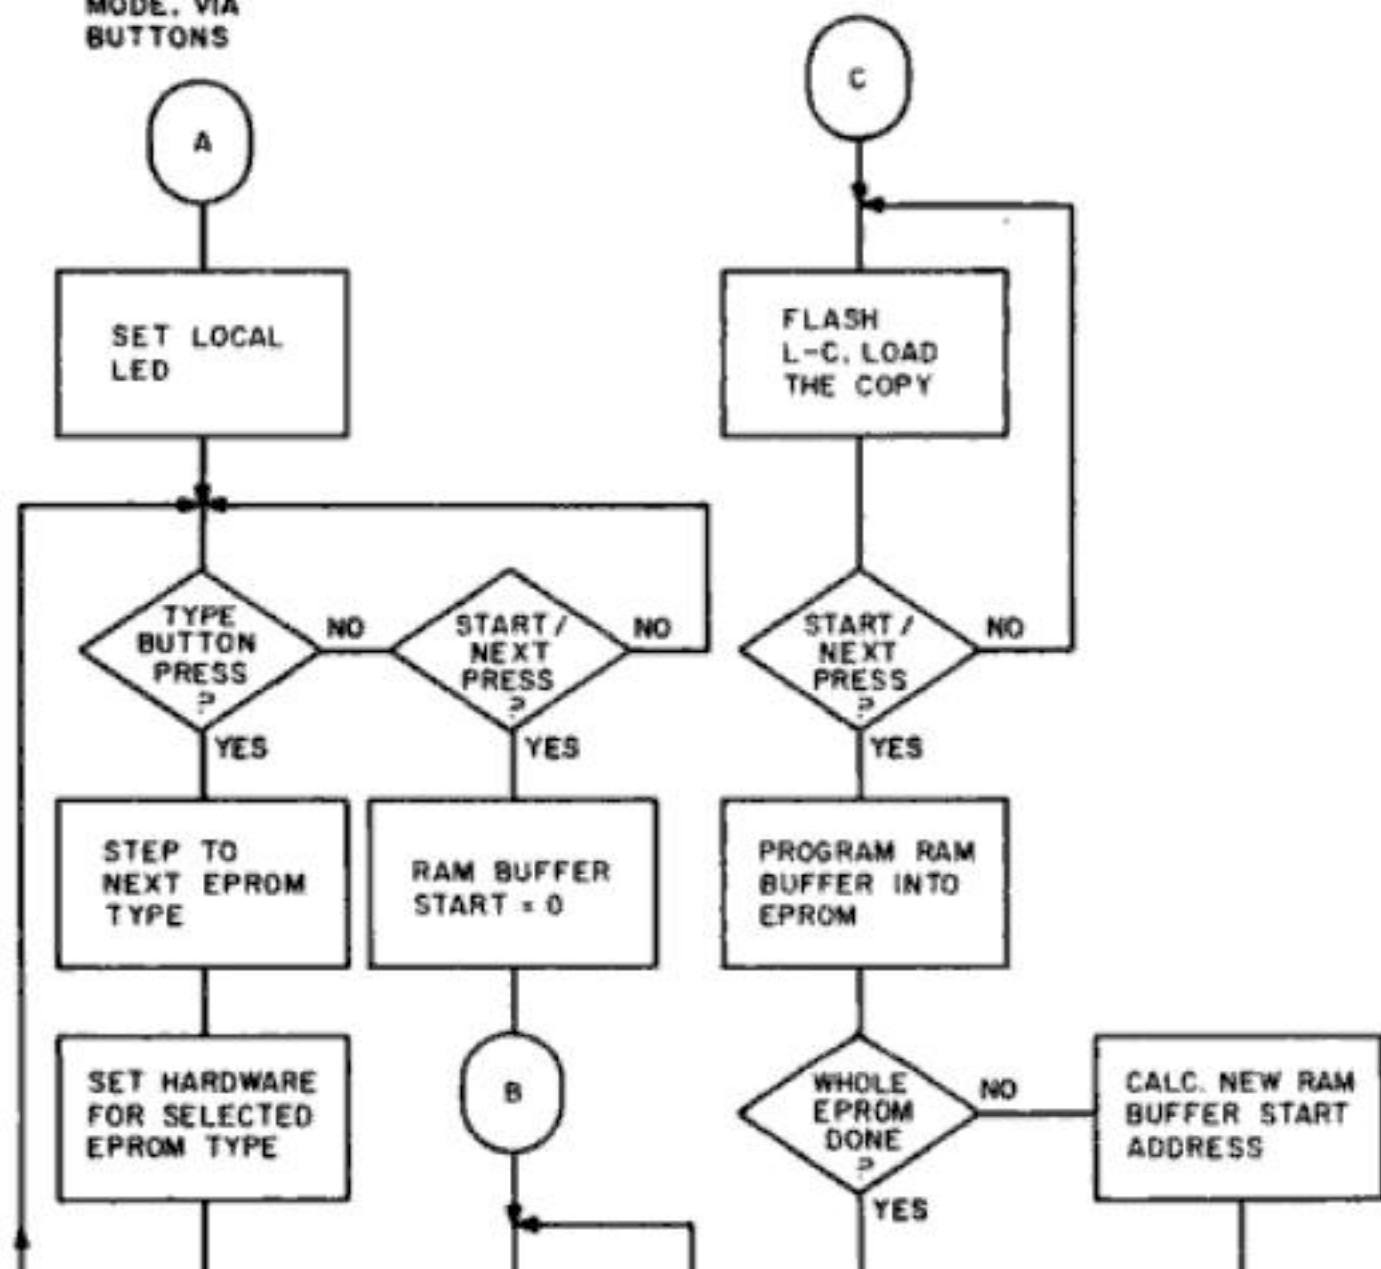 MODE. VIA
BUTTONS
A
SET LOCAL
LED
TYPE
BUTTON
PRESS
?
NO
YES
START/
NEXT
PRESS
?
NO
YES
STEP TO
NEXT EPROM
TYPE
SET HARDWARE
FOR SELECTED
EPROM TYPE
RAM BUFFER
START = 0
B
C
FLASH
L-C. LOAD
THE COPY
START/
NEXT
PRESS
?
NO
YES
PROGRAM RAM
BUFFER INTO
EPROM
WHOLE
EPROM
DONE
?
NO
YES
CALC. NEW RAM
BUFFER START
ADDRESS